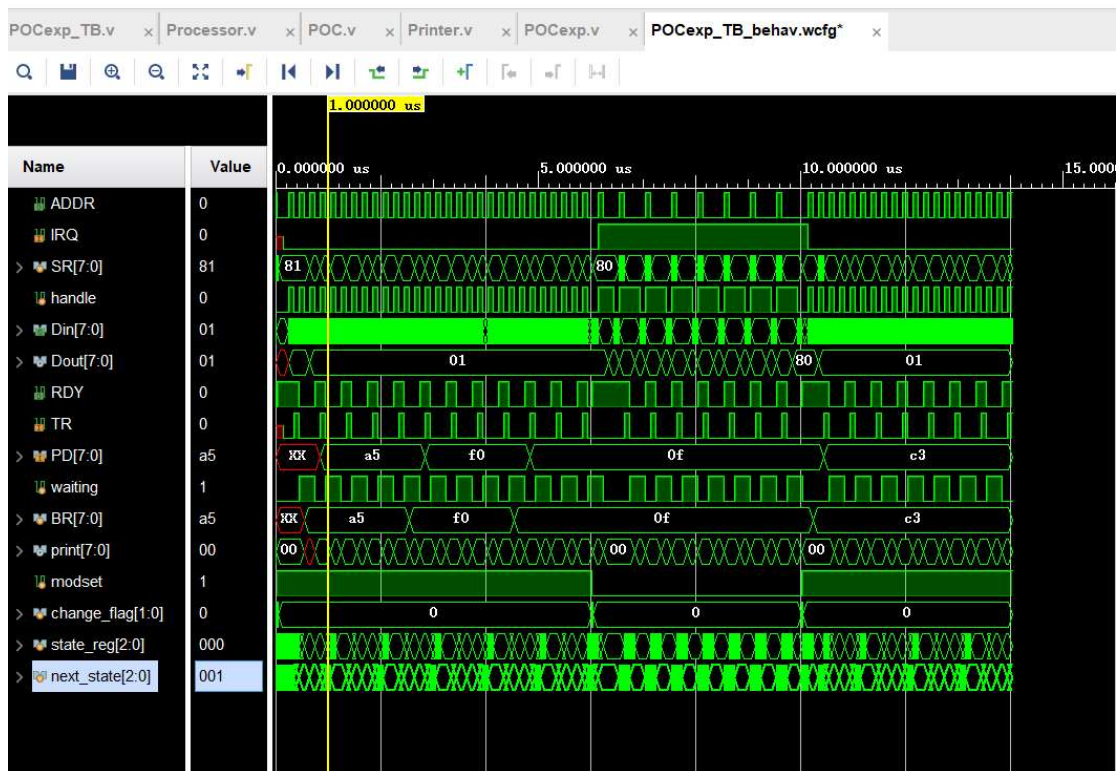 POCexp_TB.v x Processor.v x POC.v x Printer.v x POCexp.v x POCexp_TB_behav.wcfg* x
1.000000 us
Name Value 0.000000 us 5.000000 us 10.000000 us 15.000
ADDR 0
IRQ 0
SR[7:0] 81 81 80
handle 0
Din[7:0] 01
Dout[7:0] 01 01 80 01
RDY 0
TR 0
PD[7:0] a5 XX a5 f0 0f c3
waiting 1
BR[7:0] a5 XX a5 f0 0f c3
print[7:0] 00 00 00 00
modset 1
change_flag[1:0] 0 0 0 0
state_reg[2:0] 000
next_state[2:0] 001